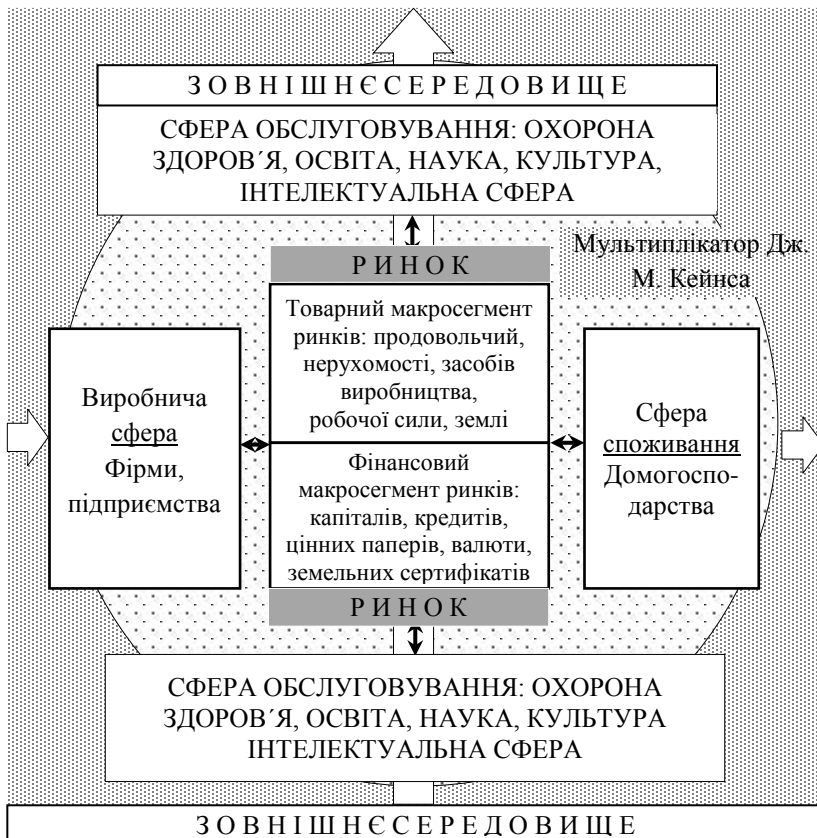 З О В Н І Ш Н Є С Е Р Е Д О В И Щ Е
СФЕРА ОБСЛУГОВУВАННЯ: ОХОРОНА
ЗДОРОВ´Я, ОСВІТА, НАУКА, КУЛЬТУРА,
ІНТЕЛЕКТУАЛЬНА СФЕРА
Мультиплікатор Дж.
М. Кейнса
Р И Н О К
Товарний макросегмент
ринків: продовольчий,
нерухомості, засобів
виробництва,
робочої сили, землі
Виробнича
сфера
Фірми,
підприємства
Сфера
споживання
Домогоспо-
дарства
Фінансовий
макросегмент ринків:
капіталів, кредитів,
цінних паперів, валюти,
земельних сертифікатів
Р И Н О К
СФЕРА ОБСЛУГОВУВАННЯ: ОХОРОНА
ЗДОРОВ´Я, ОСВІТА, НАУКА, КУЛЬТУРА
ІНТЕЛЕКТУАЛЬНА СФЕРА
З О В Н І Ш Н Є С Е Р Е Д О В И Щ Е